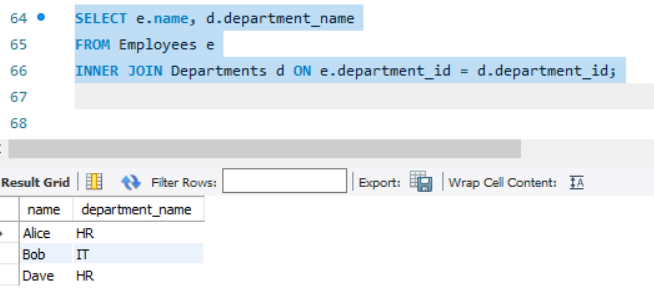 64 SELECT e.name, d.department_name
65 FROM Employees e
66 INNER JOIN Departments d ON e.department_id = d.department_id;
67
68
Result Grid Filter Rows: Export: Wrap Cell Content: IA
name department_name
Alice HR
Bob IT
Dave HR